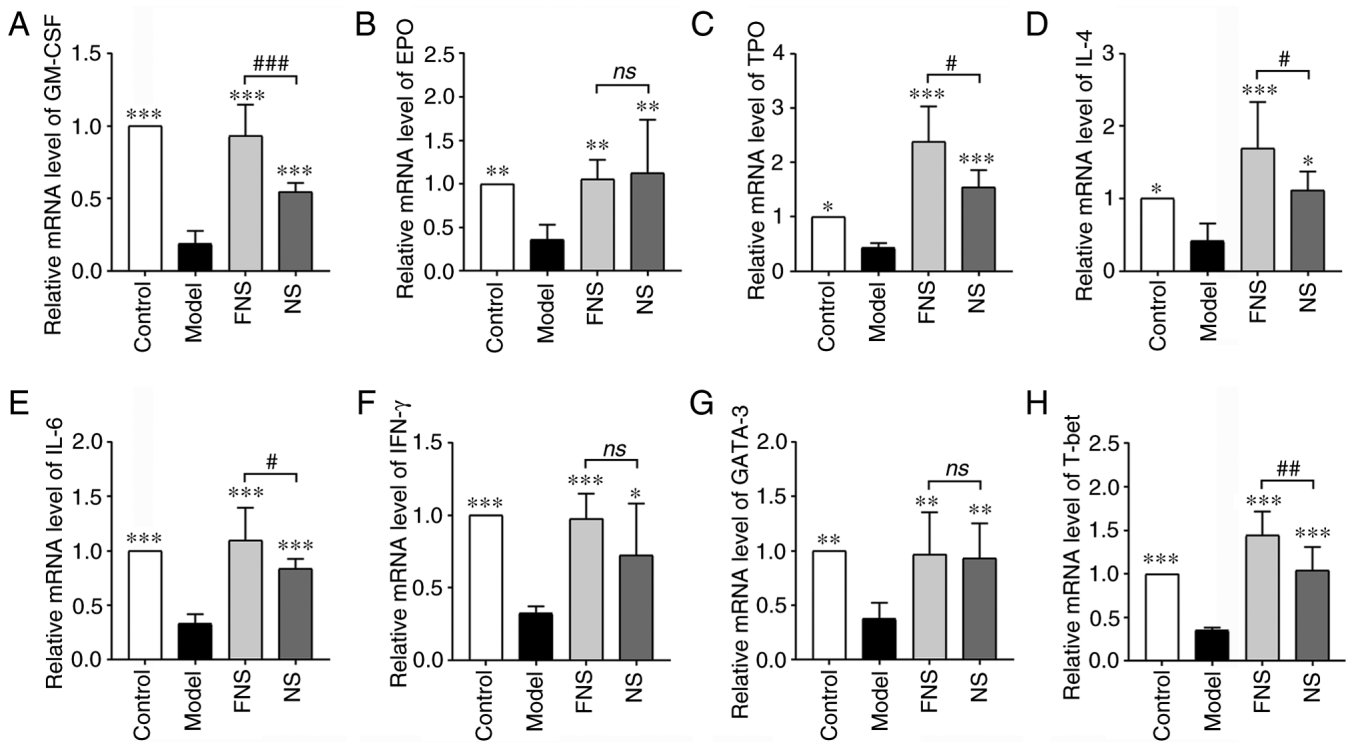 A
Relative mRNA level of GM-CSF
1.5
1.0
0.5
0.0
***
***
***
###
Control
Model
FNS
NS
B
Relative mRNA level of EPO
2.5
2.0
1.5
1.0
0.5
0.0
**
**
**
ns
Control
Model
FNS
NS
C
Relative mRNA level of TPO
4
3
2
1
0
*
***
***
#
Control
Model
FNS
NS
D
Relative mRNA level of IL-4
3
2
1
0
*
***
*
#
Control
Model
FNS
NS
E
Relative mRNA level of IL-6
2.0
1.5
1.0
0.5
0.0
***
***
***
#
Control
Model
FNS
NS
F
Relative mRNA level of IFN-γ
1.5
1.0
0.5
0.0
***
***
*
ns
Control
Model
FNS
NS
G
Relative mRNA level of GATA-3
2.0
1.5
1.0
0.5
0.0
**
**
**
ns
Control
Model
FNS
NS
H
Relative mRNA level of T-bet
2.5
2.0
1.5
1.0
0.5
0.0
***
***
***
##
Control
Model
FNS
NS